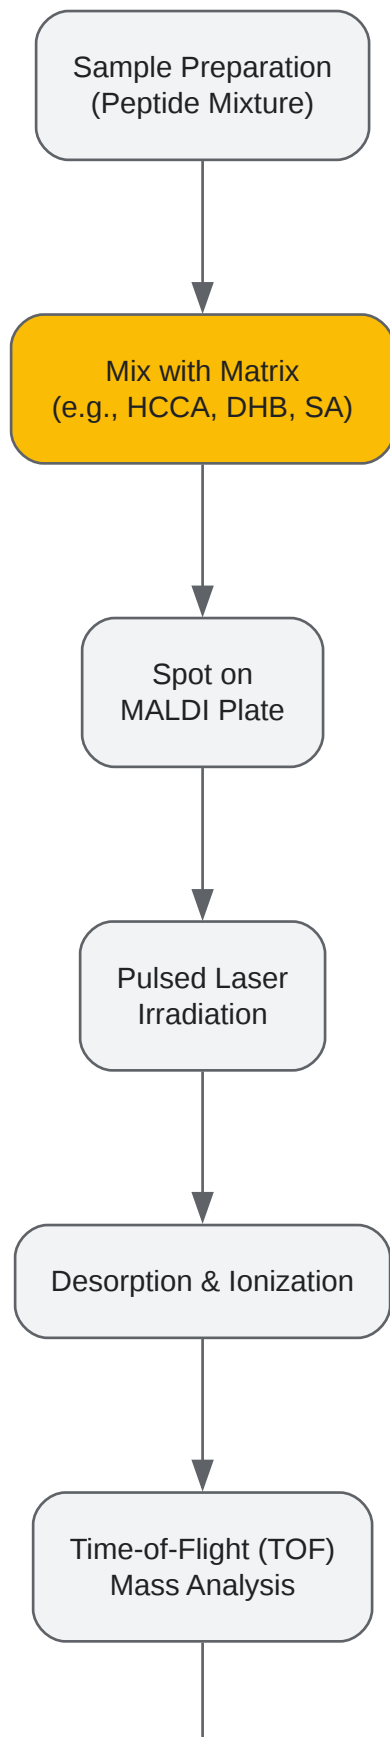 Sample Preparation
(Peptide Mixture)
Mix with Matrix
(e.g., HCCA, DHB, SA)
Spot on
MALDI Plate
Pulsed Laser
Irradiation
Desorption & Ionization
Time-of-Flight (TOF)
Mass Analysis